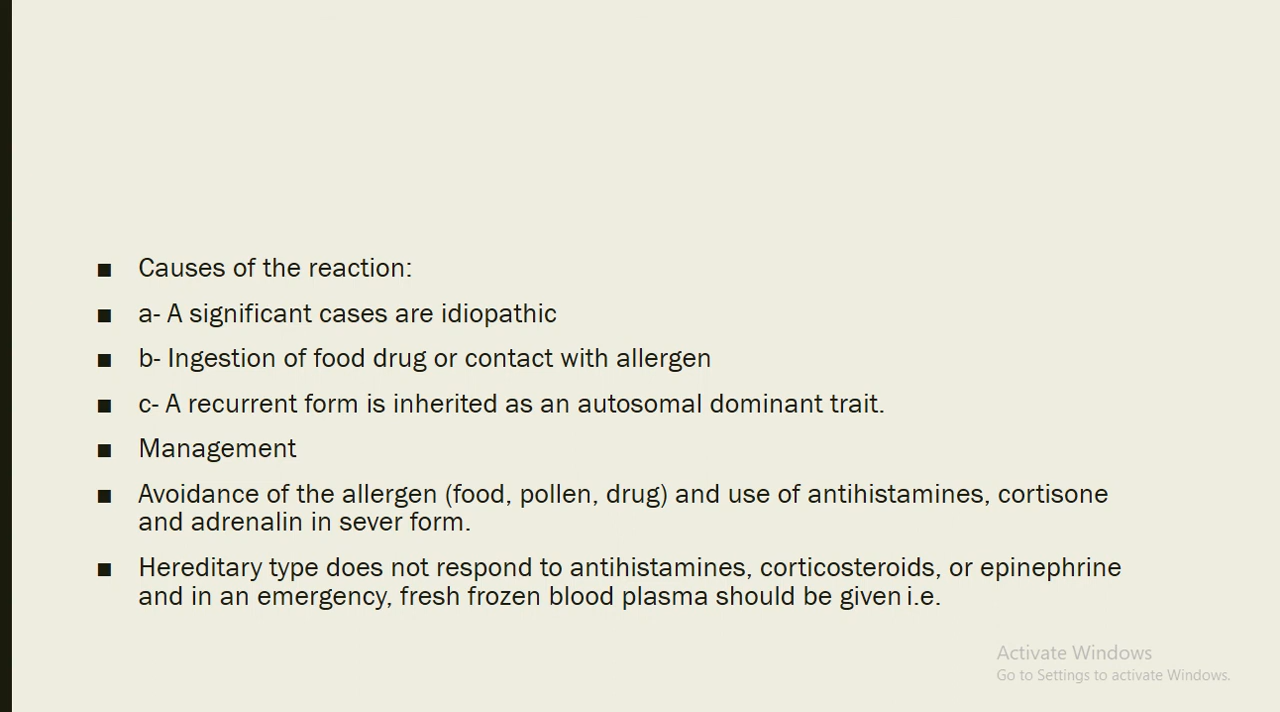 ■ Causes of the reaction:
■ a- A significant cases are idiopathic
■ b- Ingestion of food drug or contact with allergen
■ c- A recurrent form is inherited as an autosomal dominant trait.
■ Management
■ Avoidance of the allergen (food, pollen, drug) and use of antihistamines, cortisone
and adrenalin in sever form.
■ Hereditary type does not respond to antihistamines, corticosteroids, or epinephrine
and in an emergency, fresh frozen blood plasma should be given i.e.
Activate Windows
Go to Settings to activate Windows.